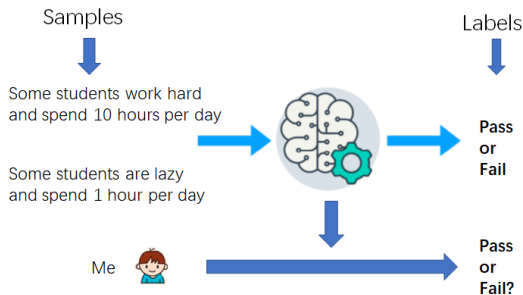 Samples
Labels
Some students work hard
and spend 10 hours per day
Some students are lazy
and spend 1 hour per day
Pass
or
Fail
Me
Pass
or
Fail?